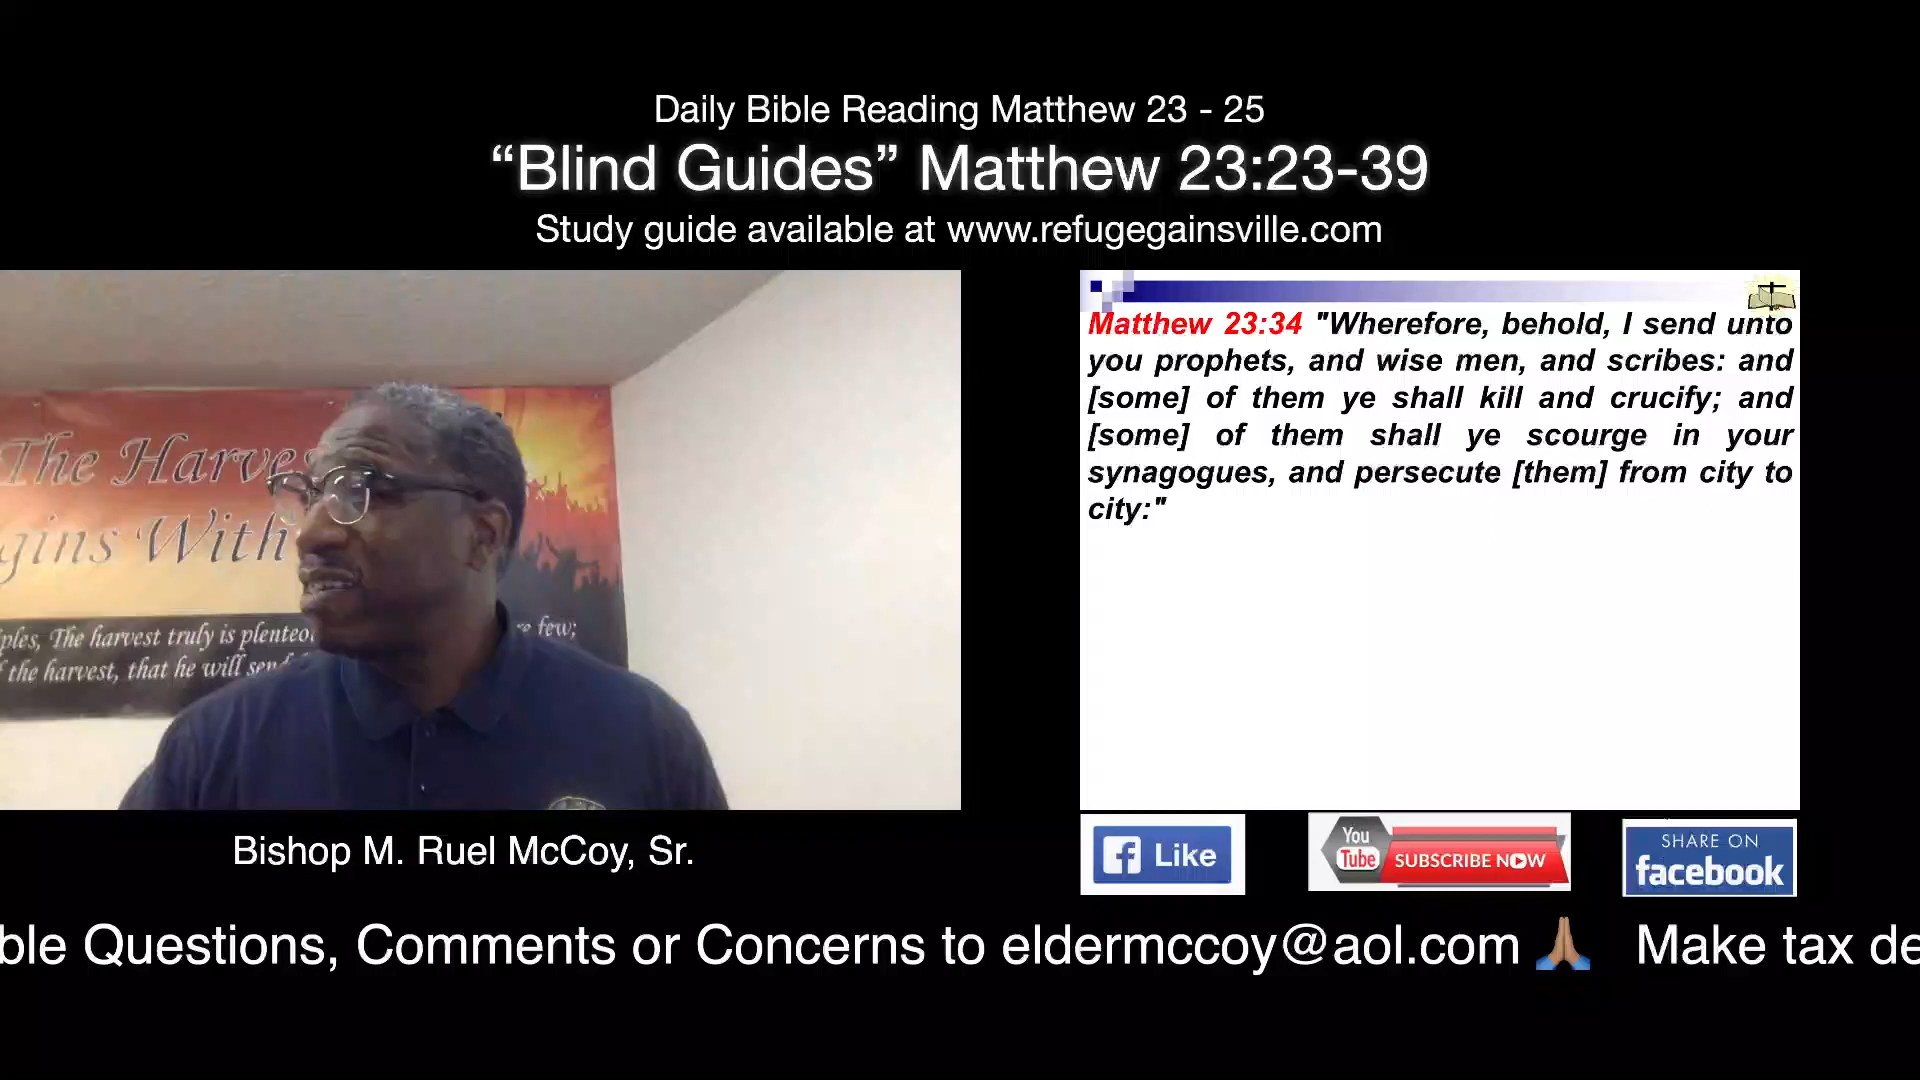 Daily Bible Reading Matthew 23 - 25
“Blind Guides” Matthew 23:23-39
Study guide available at www.refugegainsville.com
The Harves
gins With
ples, The harvest truly is plenteo
few;
the harvest, that he will send
Matthew 23:34 "Wherefore, behold, I send unto
you prophets, and wise men, and scribes: and
[some] of them ye shall kill and crucify; and
[some] of them shall ye scourge in your
synagogues, and persecute [them] from city to
city:"
Bishop M. Ruel McCoy, Sr.
Like
You
Tube
SUBSCRIBE NOW
SHARE ON
facebook
ble Questions, Comments or Concerns to eldermccoy@aol.com 🙏🏽 Make tax de